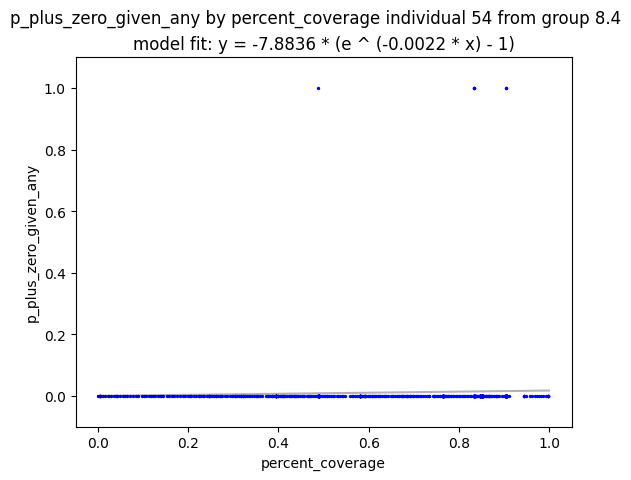 p_plus_zero_given_any by percent_coverage individual 54 from group 8.4
model fit: y = -7.8836 * (e ^ (-0.0022 * x) - 1)
p_plus_zero_given_any
1.0
0.8
0.6
0.4
0.2
0.0
0.0 0.2 0.4 0.6 0.8 1.0
percent_coverage